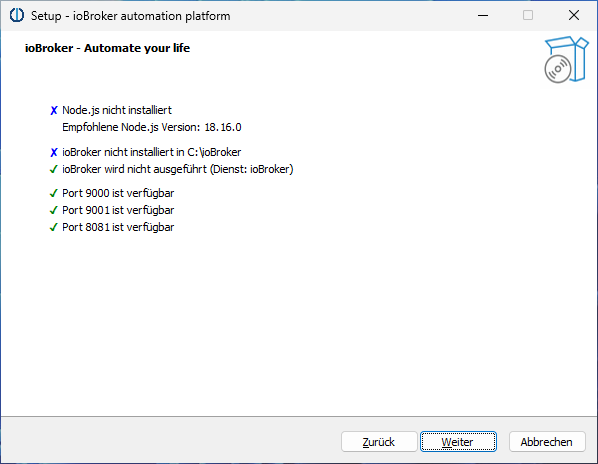 Setup - ioBroker automation platform
ioBroker - Automate your life
✗ Node.js nicht installiert
Empfohlene Node.js Version: 18.16.0
✗ ioBroker nicht installiert in C:\ioBroker
✓ ioBroker wird nicht ausgeführt (Dienst: ioBroker)
✓ Port 9000 ist verfügbar
✓ Port 9001 ist verfügbar
✓ Port 8081 ist verfügbar
Zurück
Weiter
Abbrechen